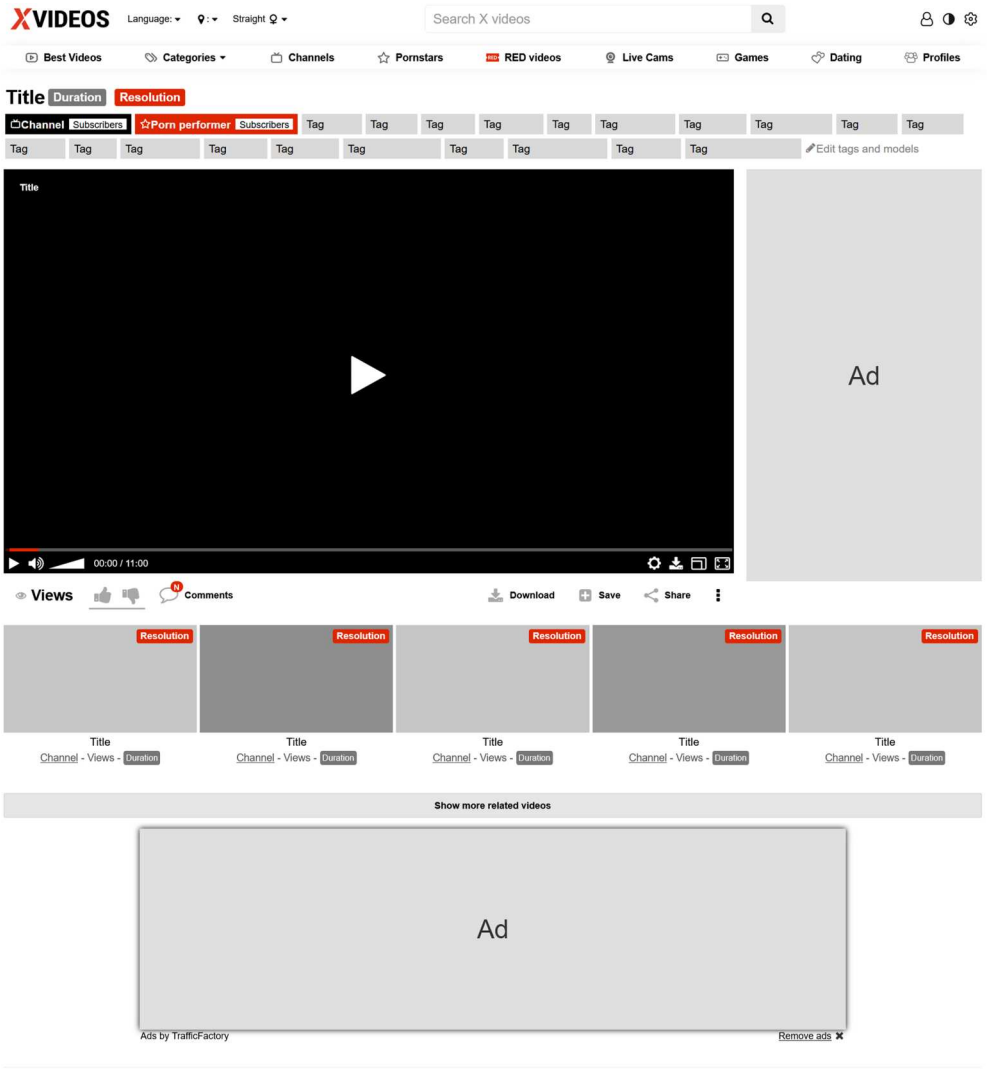 XVIDEOS Language: : Straight Search X videos
Best Videos Categories Channels Pornstars RED RED videos Live Cams Games Dating Profiles
Title Duration Resolution
Channel Subscribers Porn performer Subscribers Tag Tag Tag Tag Tag Tag Tag Tag Tag Tag
Tag Tag Tag Tag Tag Tag Tag Tag Tag Tag Edit tags and models
Title
Ad
00:00 / 11:00
Views N Comments Download Save Share
Resolution Resolution Resolution Resolution Resolution
Title Title Title Title Title
Channel - Views - Duration Channel - Views - Duration Channel - Views - Duration Channel - Views - Duration Channel - Views - Duration
Show more related videos
Ad
Ads by TrafficFactory Remove ads